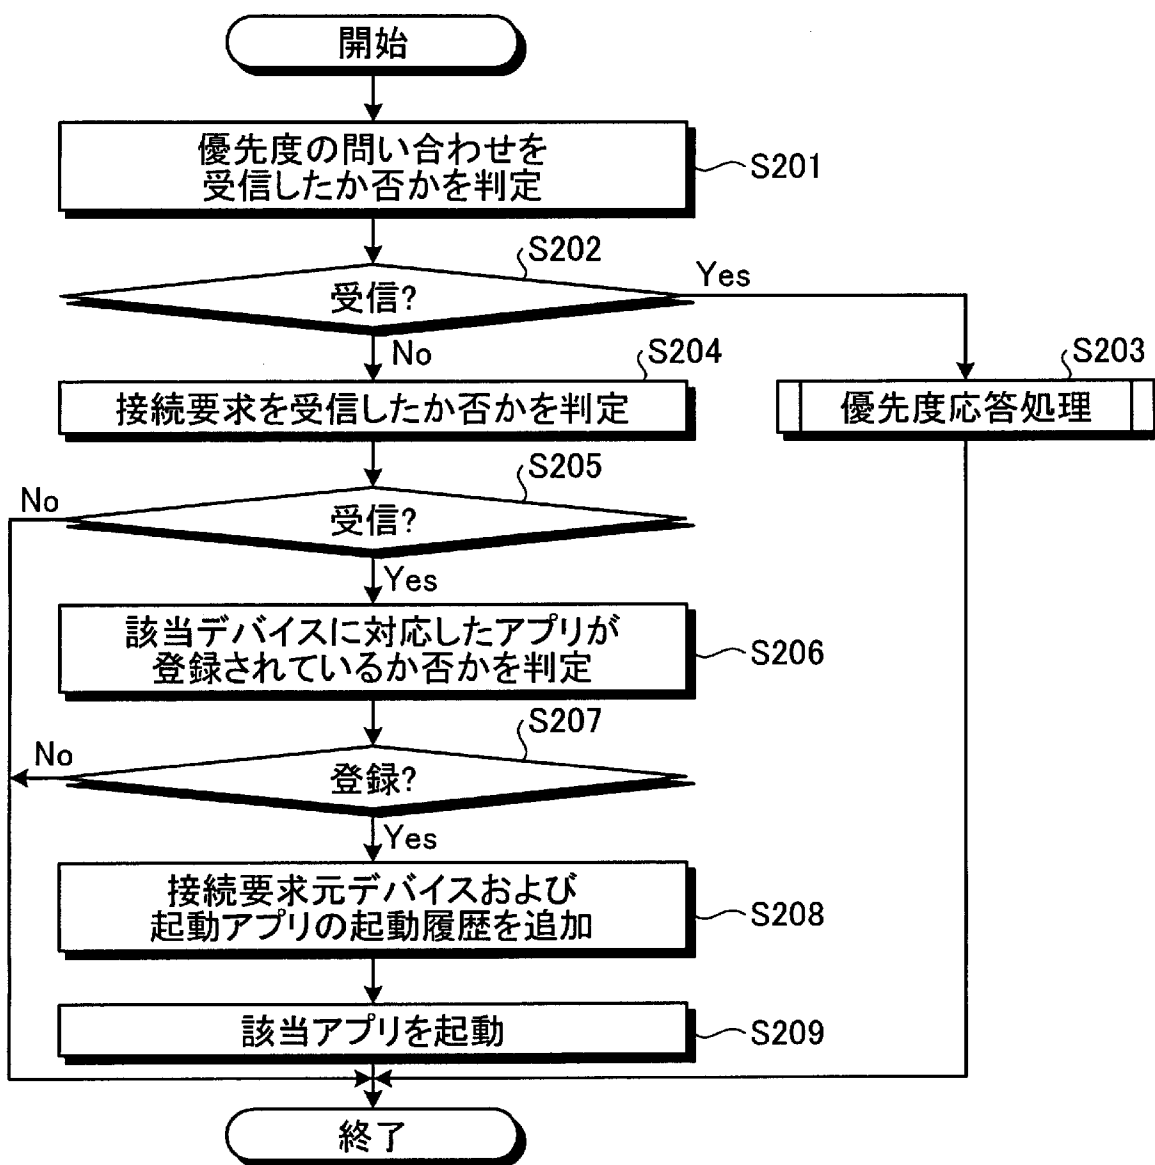 開始
優先度の問い合わせを
受信したか否かを判定
S201
S202
受信?
Yes
No
S204
接続要求を受信したか否かを判定
S203
優先度応答処理
S205
No
受信?
Yes
該当デバイスに対応したアプリが
登録されているか否かを判定
S206
S207
No
登録?
Yes
接続要求元デバイスおよび
起動アプリの起動履歴を追加
S208
該当アプリを起動
S209
終了